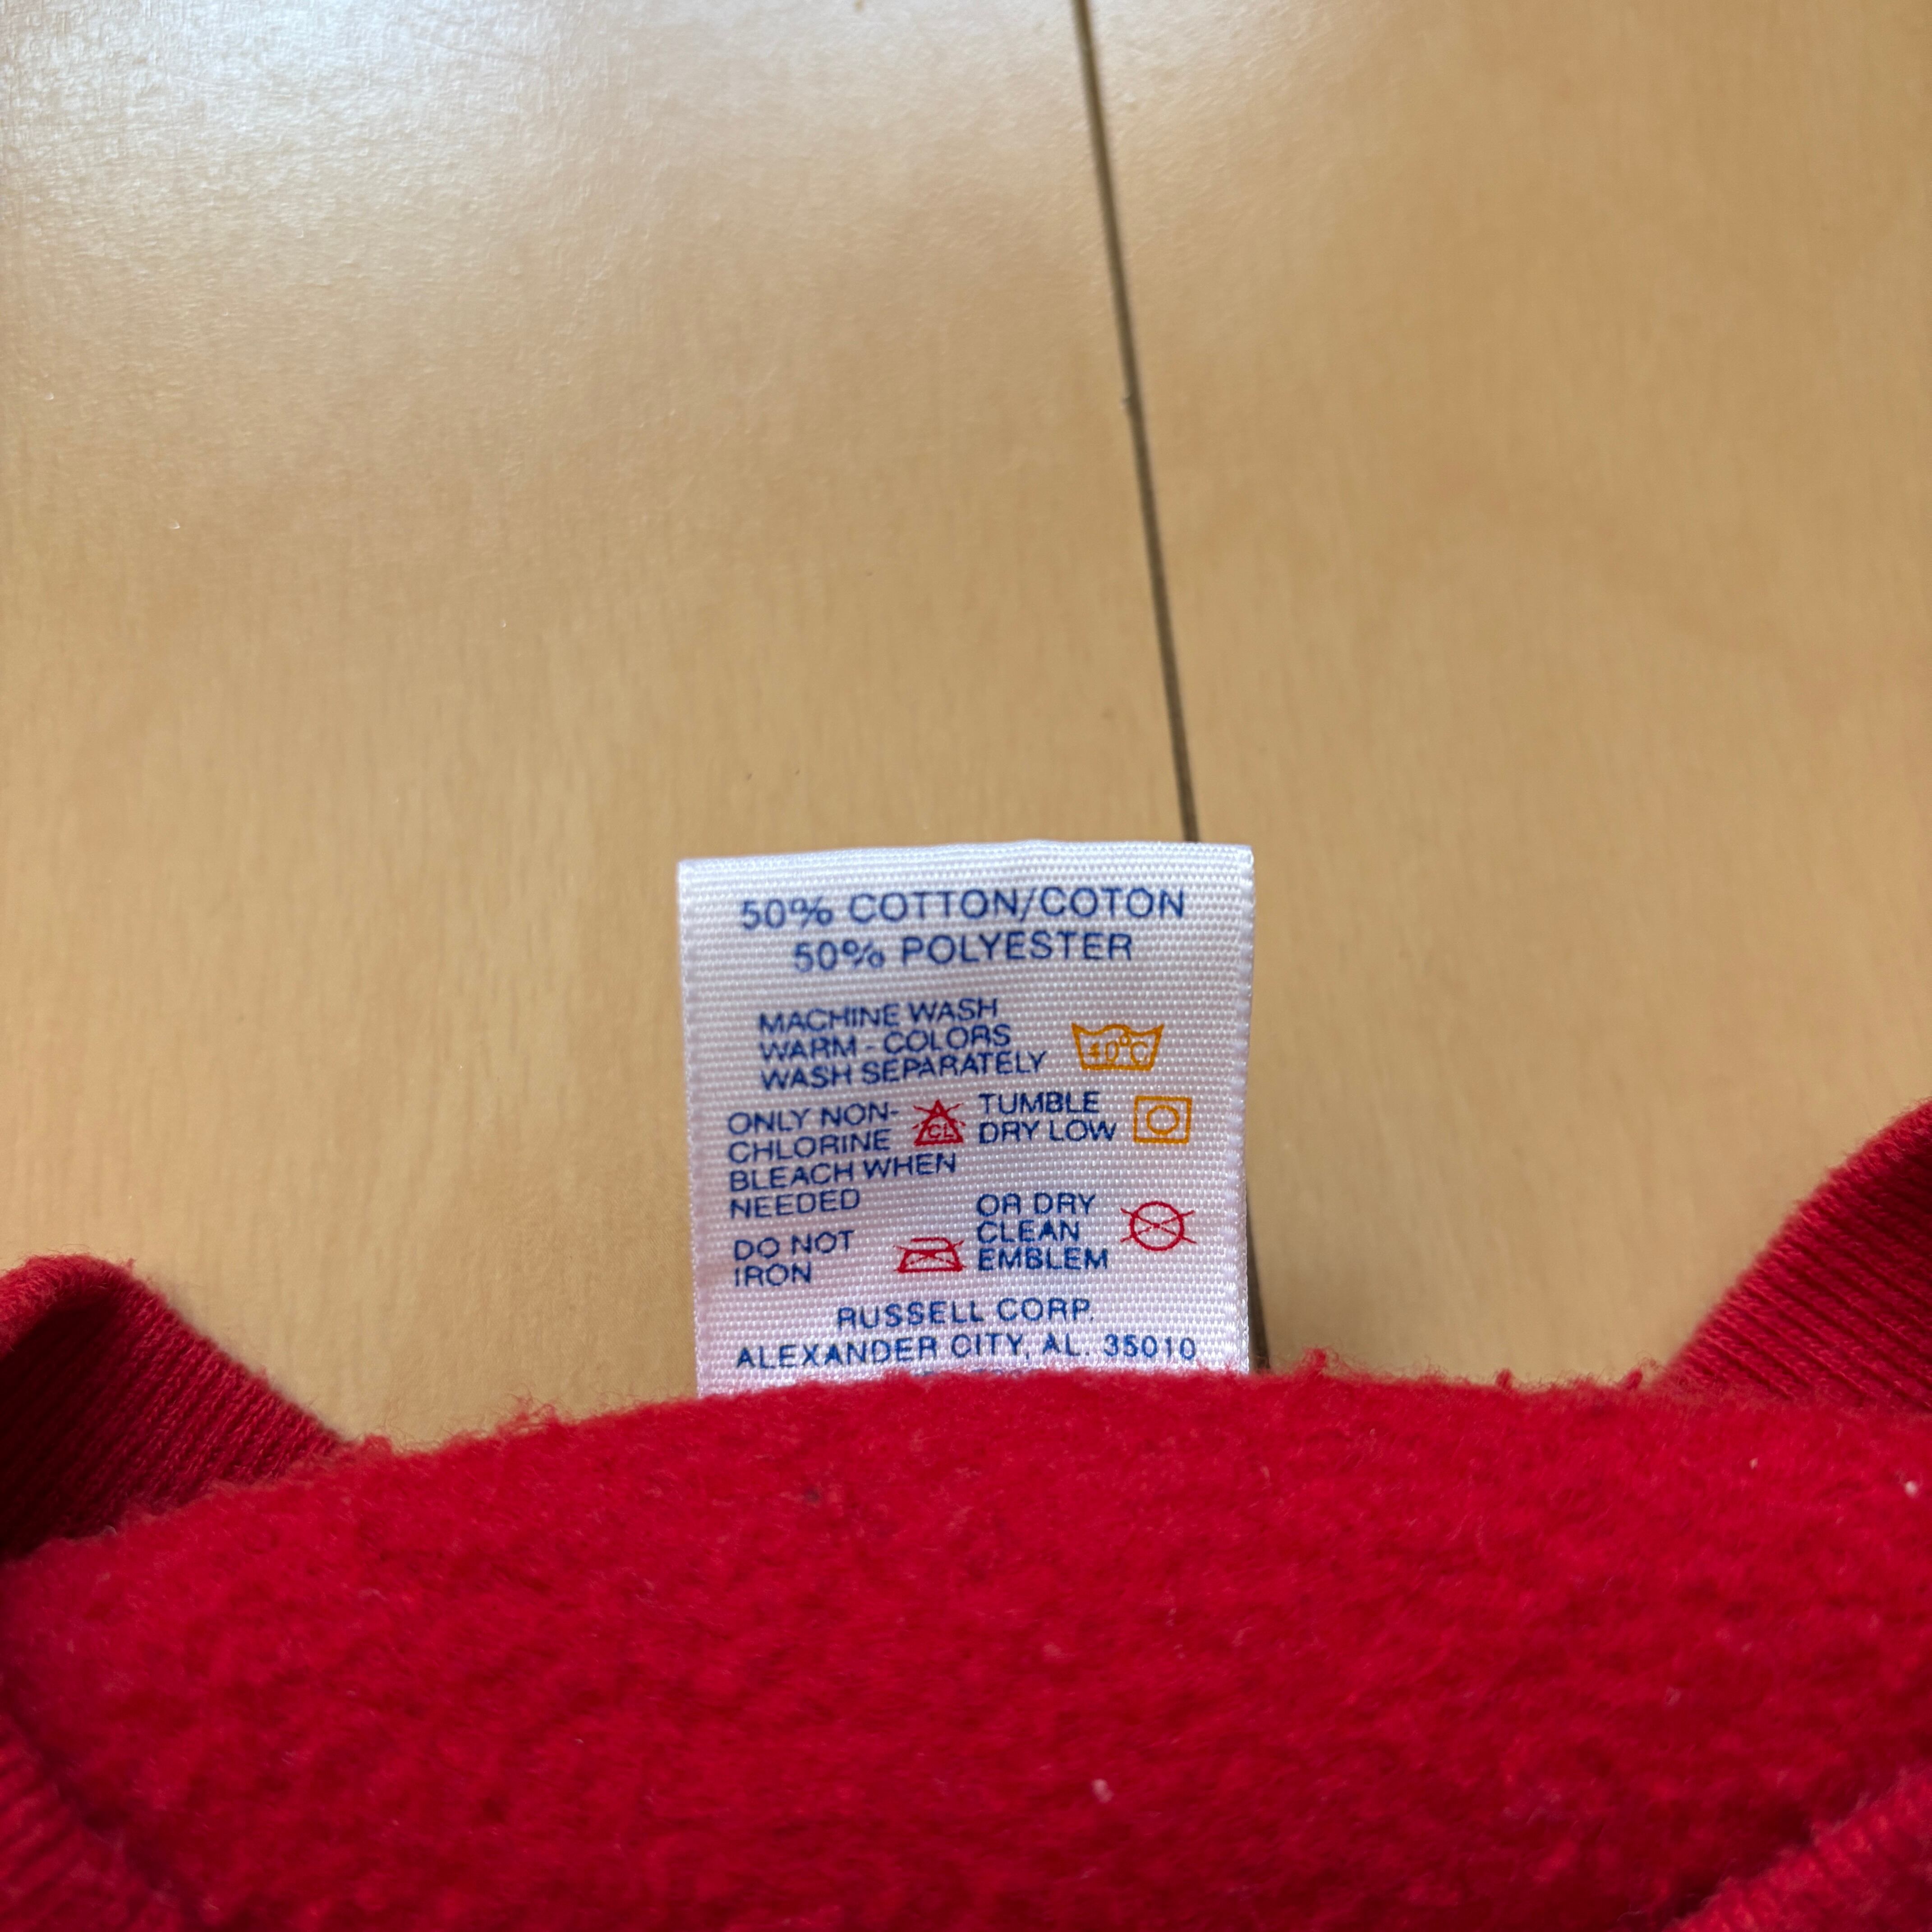 50% COTTON/COTON
50% POLYESTER
MACHINE WASH
WARM - COLORS
WASH SEPARATELY
40°C
ONLY NON-
CHLORINE
BLEACH WHEN
NEEDED
CL
TUMBLE
DRY LOW
DO NOT
IRON
OR DRY
CLEAN
EMBLEM
RUSSELL CORP.
ALEXANDER CITY, AL. 35010